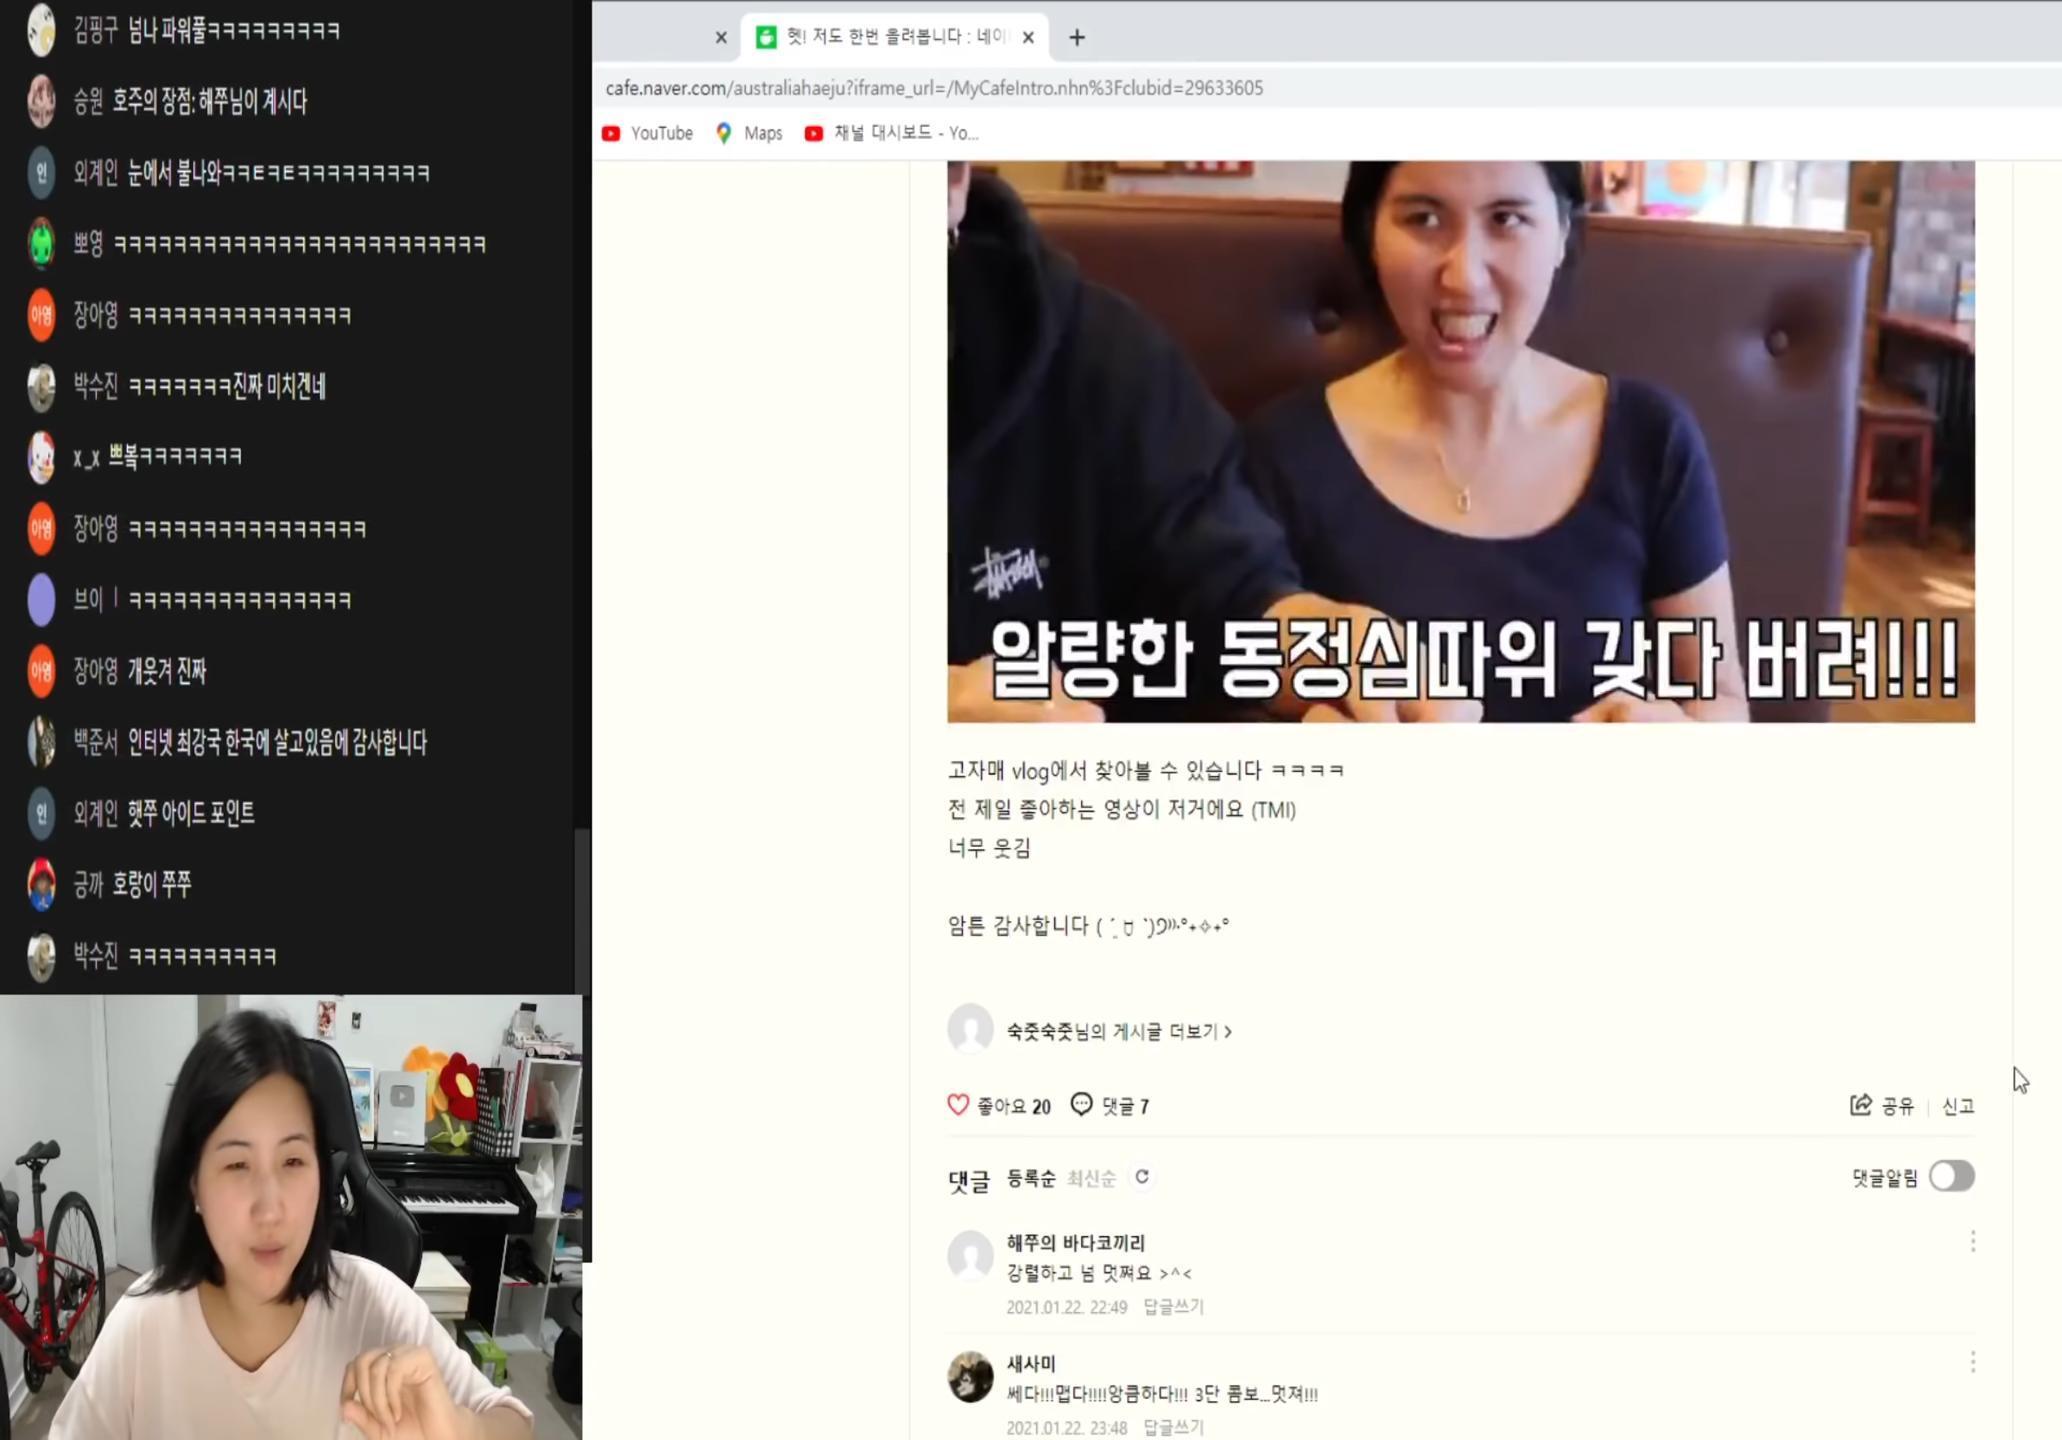 김핑구 넘나 파워풀ㅋㅋㅋㅋㅋㅋㅋㅋㅋ
승원 호주의 장점: 해쭈님이 계시다
인 외계인 눈에서 불나와ㅋㅋㅌㅋㅌㅋㅋㅋㅋㅋㅋㅋㅋㅋ
뽀영 ㅋㅋㅋㅋㅋㅋㅋㅋㅋㅋㅋㅋㅋㅋㅋㅋㅋㅋㅋㅋㅋㅋㅋㅋㅋ
아영 장아영 ㅋㅋㅋㅋㅋㅋㅋㅋㅋㅋㅋㅋㅋㅋㅋ
박수진 ㅋㅋㅋㅋㅋㅋㅋ진짜 미치겐네
x_x 쁘봌ㅋㅋㅋㅋㅋㅋㅋ
아영 장아영 ㅋㅋㅋㅋㅋㅋㅋㅋㅋㅋㅋㅋㅋㅋㅋㅋ
브이ㅣ ㅋㅋㅋㅋㅋㅋㅋㅋㅋㅋㅋㅋㅋㅋㅋ
아영 장아영 개웃겨 진짜
백준서 인터넷 최강국 한국에 살고있음에 감사합니다
인 외계인 햇쭈 아이드 포인트
긍까 호랑이 쭈쭈
박수진 ㅋㅋㅋㅋㅋㅋㅋㅋㅋㅋ
헷! 저도 한번 올려봅니다 : 네이
cafe.naver.com/australiahaeju?iframe_url=/MyCafeIntro.nhn%3Fclubid=29633605
YouTube Maps 채널 대시보드 - Yo...
알량한 동정심따위 갖다 버려!!!
고자매 vlog에서 찾아볼 수 있습니다 ㅋㅋㅋㅋ
전 제일 좋아하는 영상이 저거에요 (TMI)
너무 웃김
암튼 감사합니다
숙줏숙줏님의 게시글 더보기 >
좋아요 20 댓글 7 공유 신고
댓글 등록순 최신순 댓글알림
해쭈의 바다코끼리
강렬하고 넘 멋쪄요 >^<
2021.01.22. 22:49 답글쓰기
새사미
쎄다!!!맵다!!!!앙큼하다!!! 3단 콤보...멋져!!!
2021.01.22. 23:48 답글쓰기